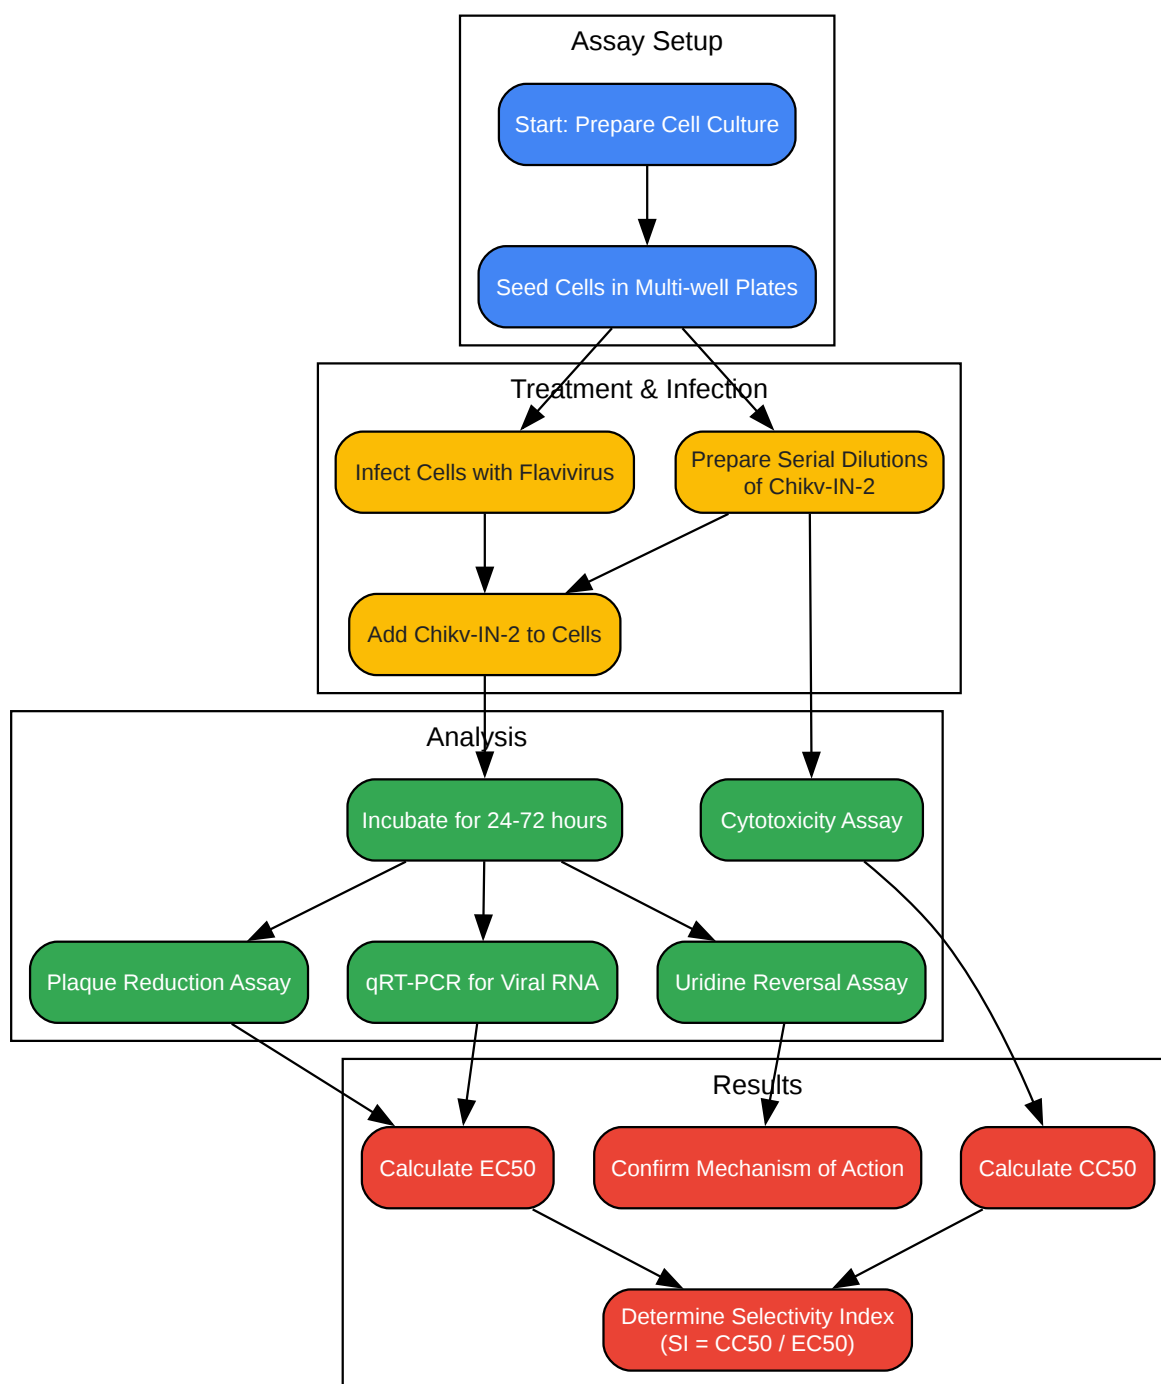 Assay Setup
Start: Prepare Cell Culture
Seed Cells in Multi-well Plates
Treatment & Infection
Infect Cells with Flavivirus
Prepare Serial Dilutions
of Chikv-IN-2
Add Chikv-IN-2 to Cells
Analysis
Incubate for 24-72 hours
Cytotoxicity Assay
Plaque Reduction Assay
qRT-PCR for Viral RNA
Uridine Reversal Assay
Results
Calculate EC50
Confirm Mechanism of Action
Calculate CC50
Determine Selectivity Index
(SI = CC50 / EC50)